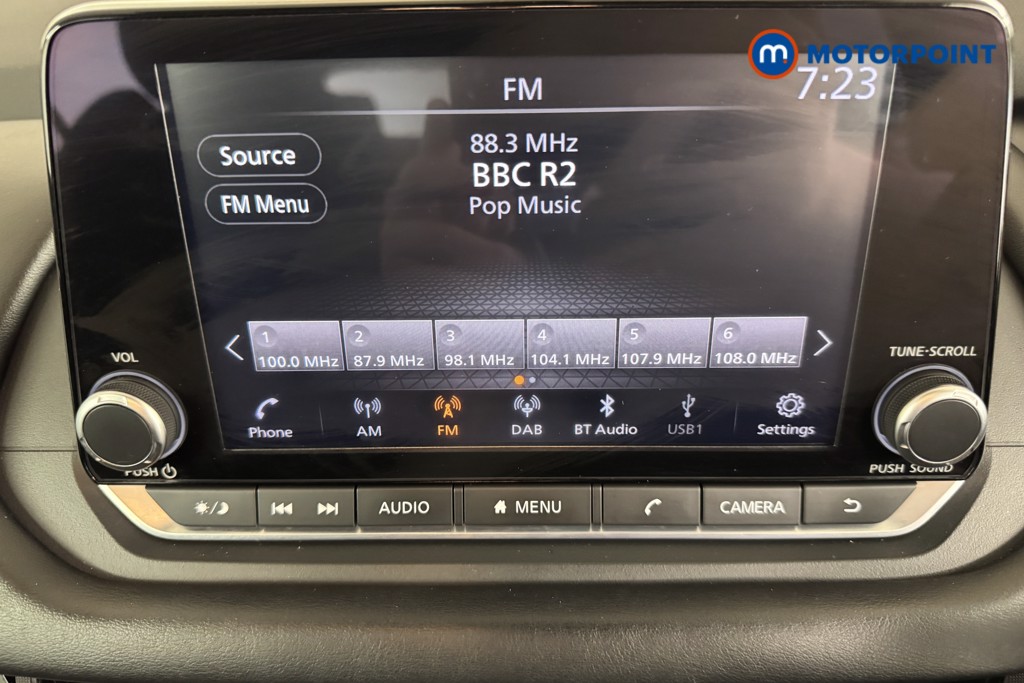 m MOTORPOINT
FM
7:23
Source
FM Menu
88.3 MHz
BBC R2
Pop Music
1 2 3 4 5 6
100.0 MHz 87.9 MHz 98.1 MHz 104.1 MHz 107.9 MHz 108.0 MHz
VOL
TUNE·SCROLL
Phone AM FM DAB BT Audio USB1 Settings
PUSH
PUSH SOUND
AUDIO MENU CAMERA